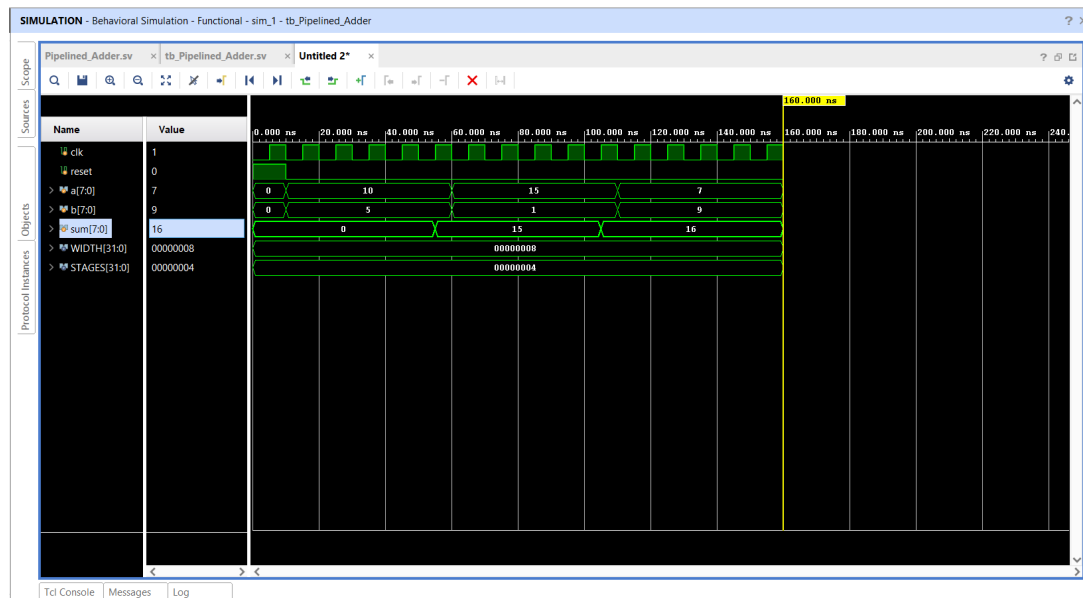 SIMULATION - Behavioral Simulation - Functional - sim_1 - tb_Pipelined_Adder
?
Scope
Sources
Objects
Protocol Instances
Pipelined_Adder.sv × tb_Pipelined_Adder.sv × Untitled 2* ×
?
160.000 ns
Name Value
0.000 ns 20.000 ns 40.000 ns 60.000 ns 80.000 ns 100.000 ns 120.000 ns 140.000 ns 160.000 ns 180.000 ns 200.000 ns 220.000 ns 240.
clk 1
reset 0
a[7:0] 7 0 10 15 7
b[7:0] 9 0 5 1 9
sum[7:0] 16 0 15 16
WIDTH[31:0] 00000008 00000008
STAGES[31:0] 00000004 00000004
Tcl Console Messages Log